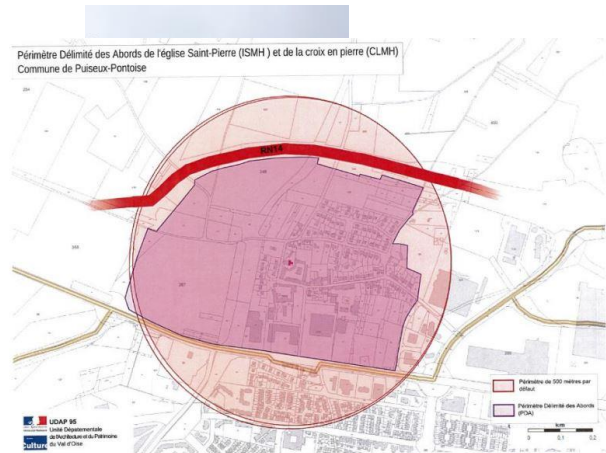 Périmètre Délimité des Abords de l'église Saint-Pierre (ISMH ) et de la croix en pierre (CLMH)
Commune de Puiseux-Pontoise
RN14
Périmètre de 500 mètres par
défaut
Périmètre Délimité des Abords
(PDA)
km
0 0.1 0.2
UDAP 95
Unité Départementale
de l'Architecture et du Patrimoine
du Val d'Oise
Culture